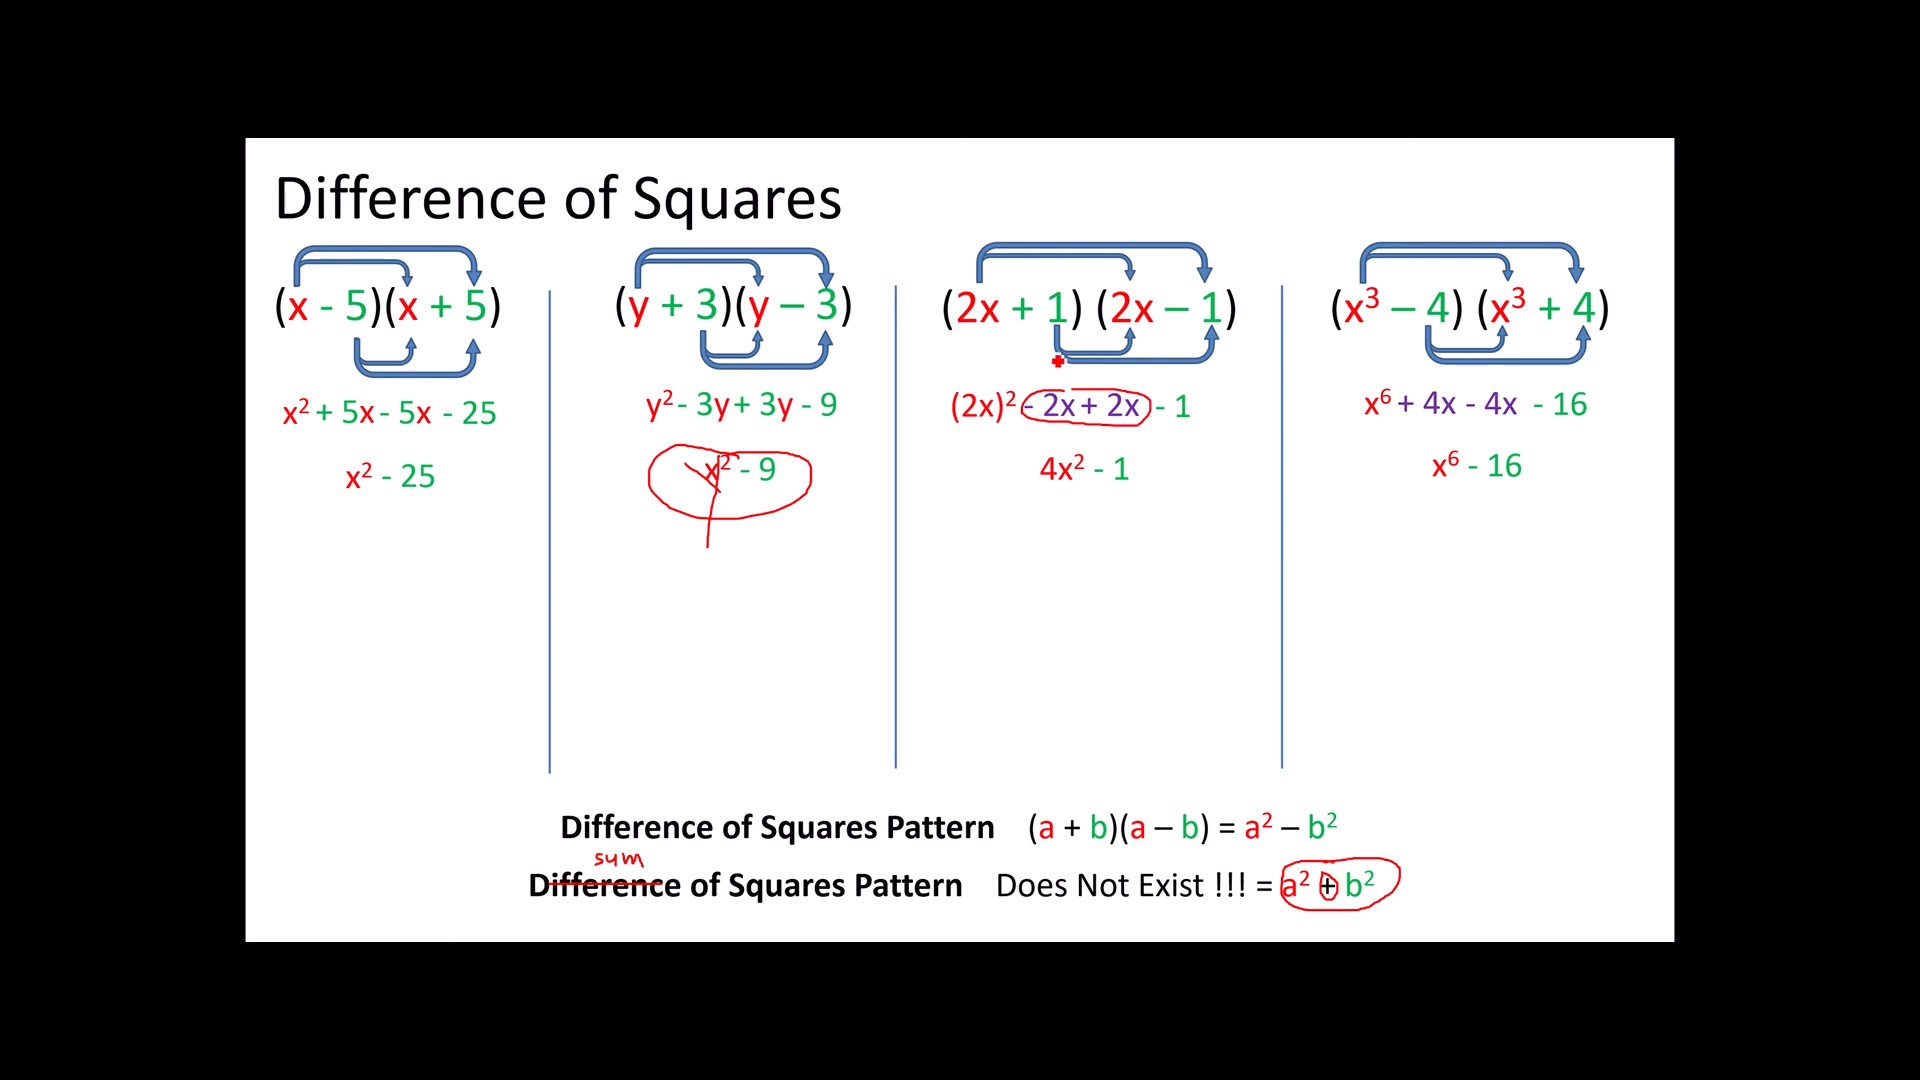 Difference of Squares
(x - 5)(x + 5)
x² + 5x - 5x - 25
x² - 25
(y + 3)(y – 3)
y² - 3y + 3y - 9
x² - 9
y
(2x + 1) (2x – 1)
(2x)² - 2x + 2x - 1
4x² - 1
(x³ – 4) (x³ + 4)
x⁶ + 4x - 4x - 16
x⁶ - 16
Difference of Squares Pattern (a + b)(a – b) = a² – b²
sum
Difference of Squares Pattern Does Not Exist !!! = a² + b²